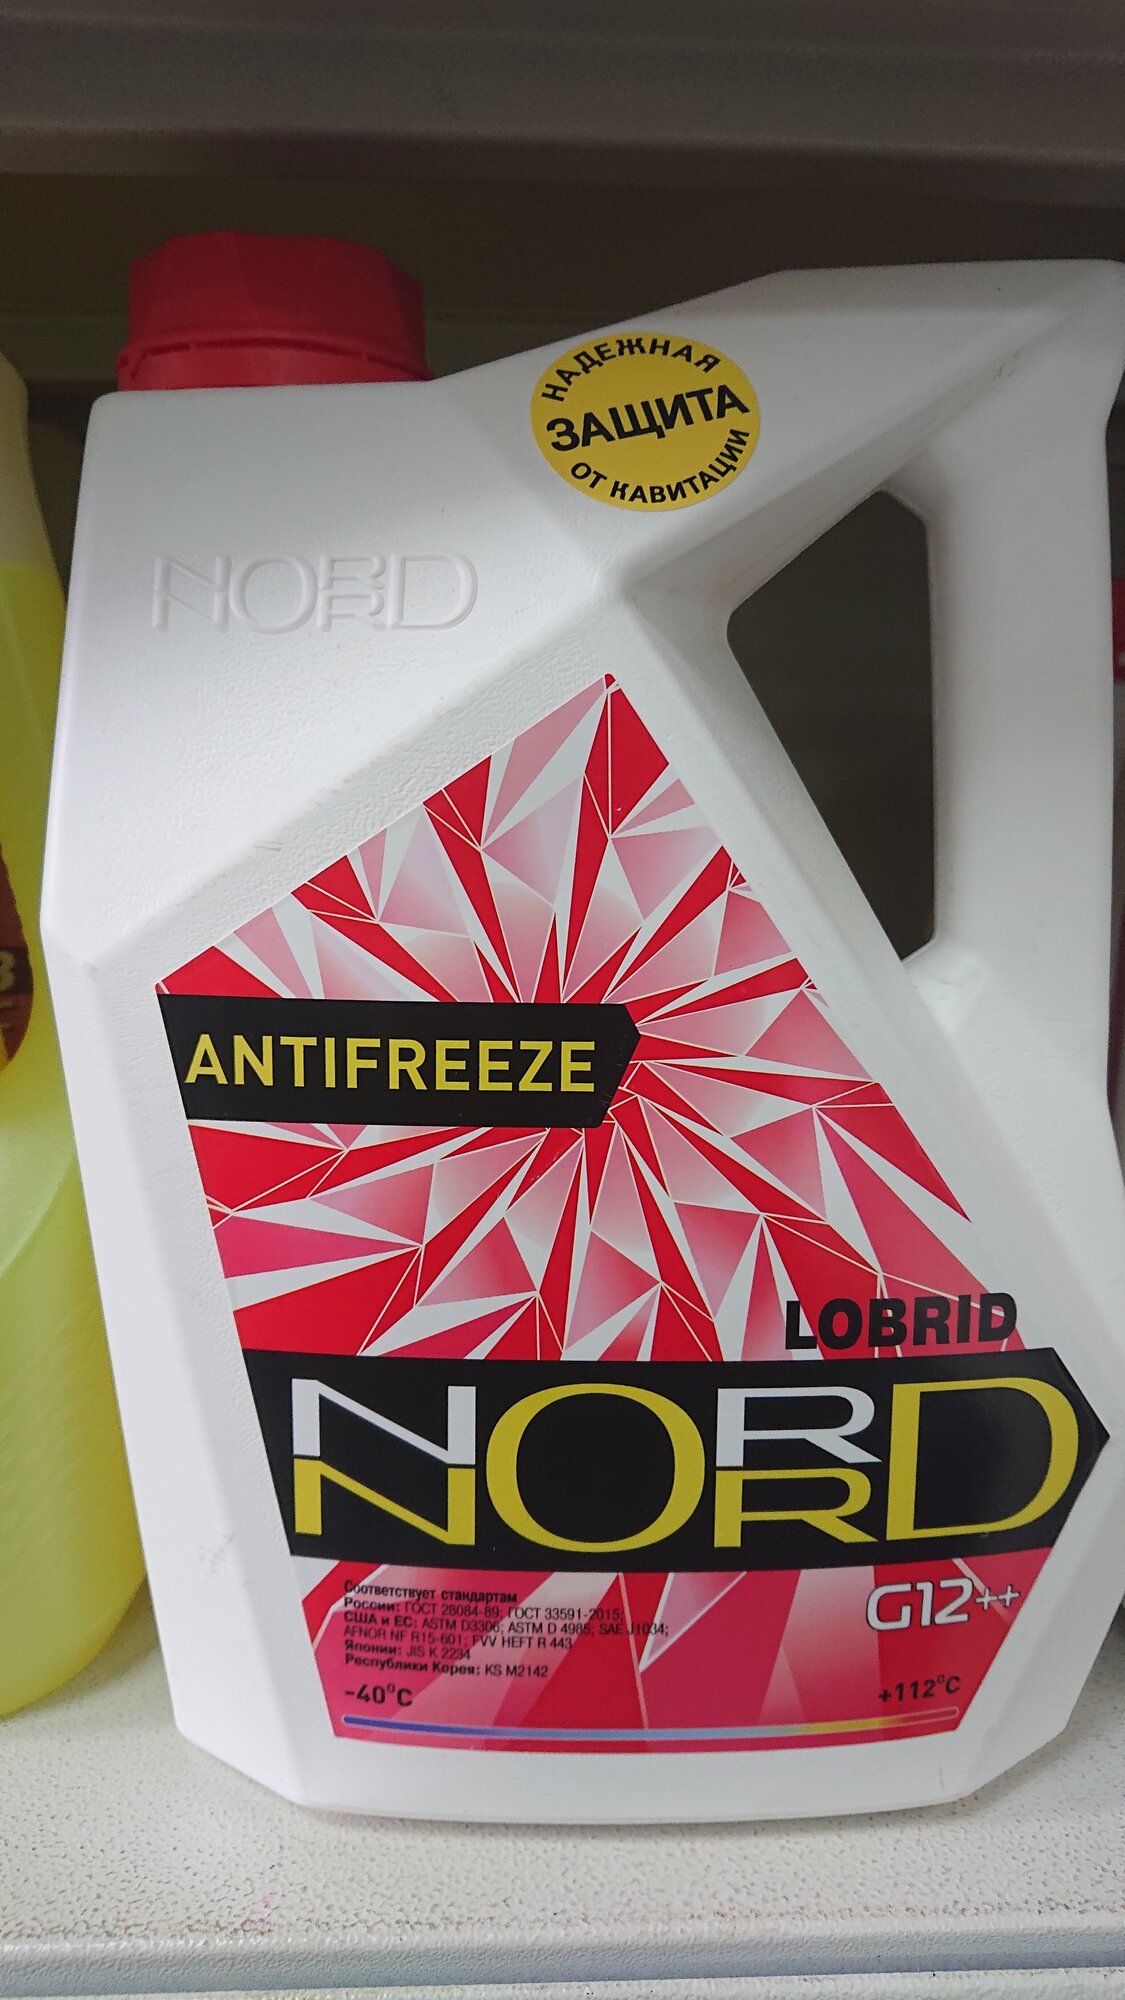 НАДЕЖНАЯ
ЗАЩИТА
ОТ КАВИТАЦИИ
NORD
ANTIFREEZE
LOBRID
NORD
G12++
Соответствует стандартам
России: ГОСТ 28084-89; ГОСТ 33591-2015;
США и ЕС: ASTM D3306; ASTM D 4985; SAE J1034;
AFNOR NF R15-601; FVV HEFT R 443
Японии: JIS K 2234
Республики Корея: KS M2142
-40°C
+112°C